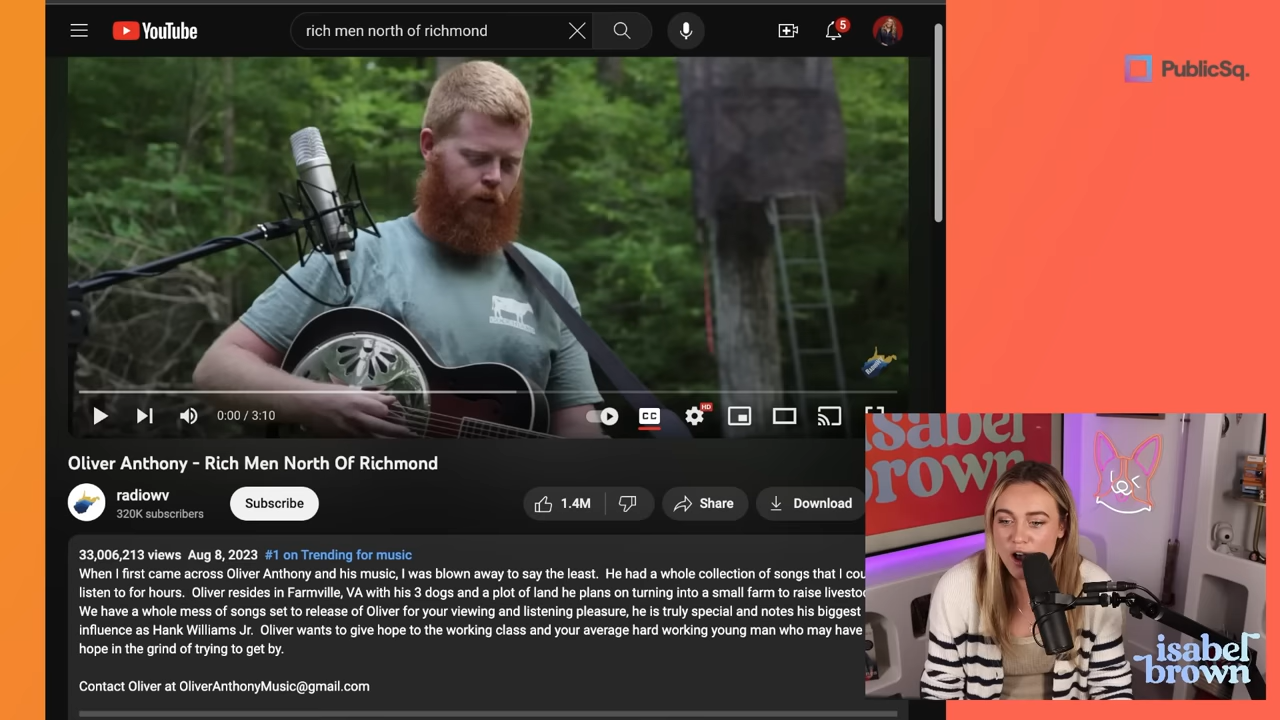 YouTube
rich men north of richmond
5
PublicSq.
0:00 / 3:10
CC
HD
Oliver Anthony - Rich Men North Of Richmond
radiowv
320K subscribers
Subscribe
1.4M
Share
Download
33,006,213 views Aug 8, 2023 #1 on Trending for music
When I first came across Oliver Anthony and his music, I was blown away to say the least. He had a whole collection of songs that I cou
listen to for hours. Oliver resides in Farmville, VA with his 3 dogs and a plot of land he plans on turning into a small farm to raise livestoc
We have a whole mess of songs set to release of Oliver for your viewing and listening pleasure, he is truly special and notes his biggest
influence as Hank Williams Jr. Oliver wants to give hope to the working class and your average hard working young man who may have
hope in the grind of trying to get by.
Contact Oliver at OliverAnthonyMusic@gmail.com
isabel
brown
isabel
brown